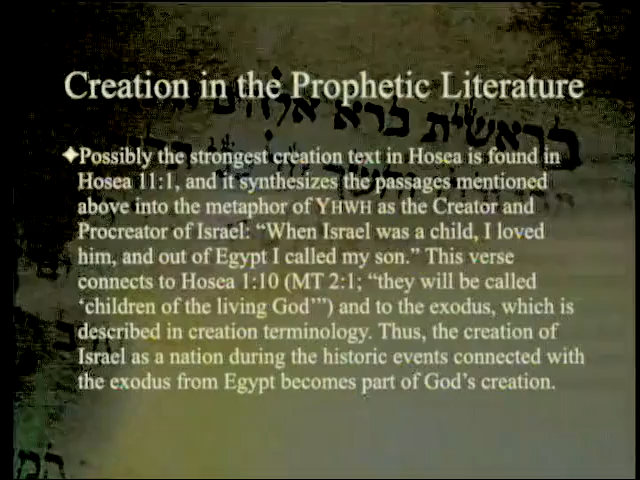 Creation in the Prophetic Literature
בראשית ברא אלהים
✦Possibly the strongest creation text in Hosea is found in
Hosea 11:1, and it synthesizes the passages mentioned
above into the metaphor of YHWH as the Creator and
Procreator of Israel: “When Israel was a child, I loved
him, and out of Egypt I called my son.” This verse
connects to Hosea 1:10 (MT 2:1; “they will be called
‘children of the living God’”) and to the exodus, which is
described in creation terminology. Thus, the creation of
Israel as a nation during the historic events connected with
the exodus from Egypt becomes part of God’s creation.